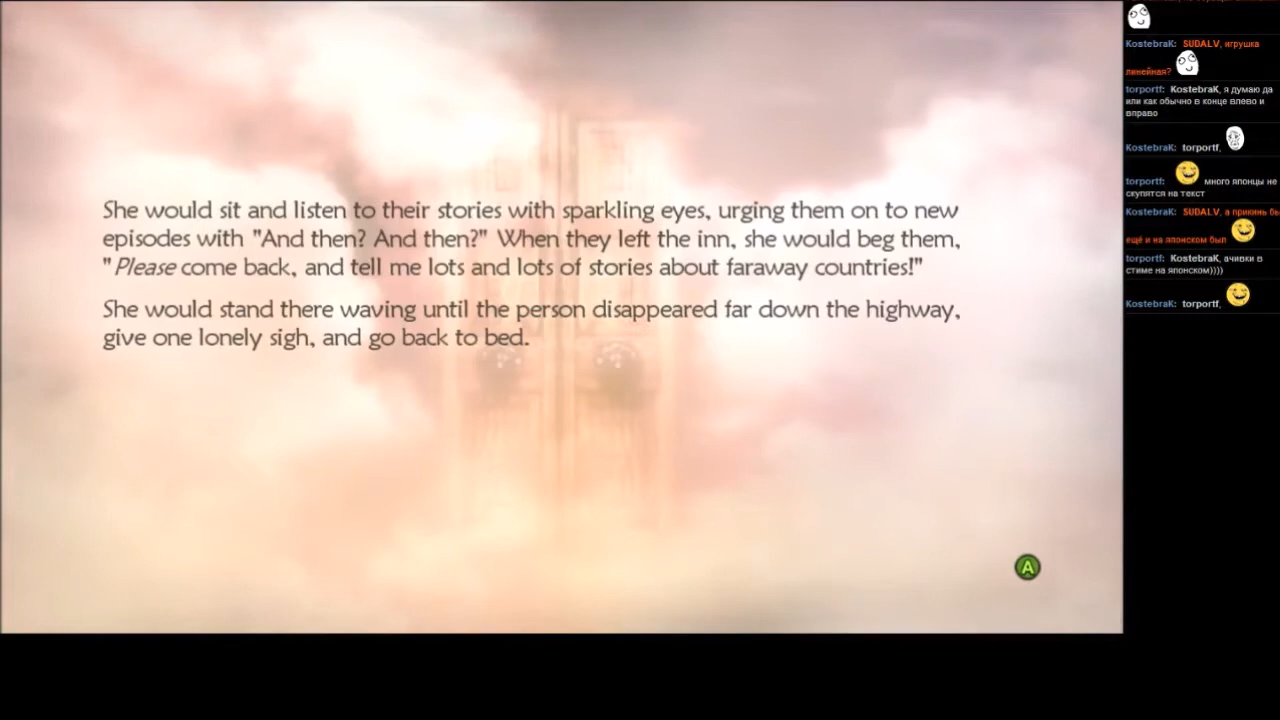 She would sit and listen to their stories with sparkling eyes, urging them on to new
episodes with "And then? And then?" When they left the inn, she would beg them,
"Please come back, and tell me lots and lots of stories about faraway countries!"
She would stand there waving until the person disappeared far down the highway,
give one lonely sigh, and go back to bed.
A
KostebraK: SUDALV, игрушка
линейная?
torportf: KostebraK, я думаю да
или как обычно в конце влево и
вправо
KostebraK: torportf,
torportf: много японцы не
скупятся на текст
KostebraK: SUDALV, а прикинь бы
ещё и на японском был
torportf: KostebraK, ачивки в
стиме на японском))))
KostebraK: torportf,